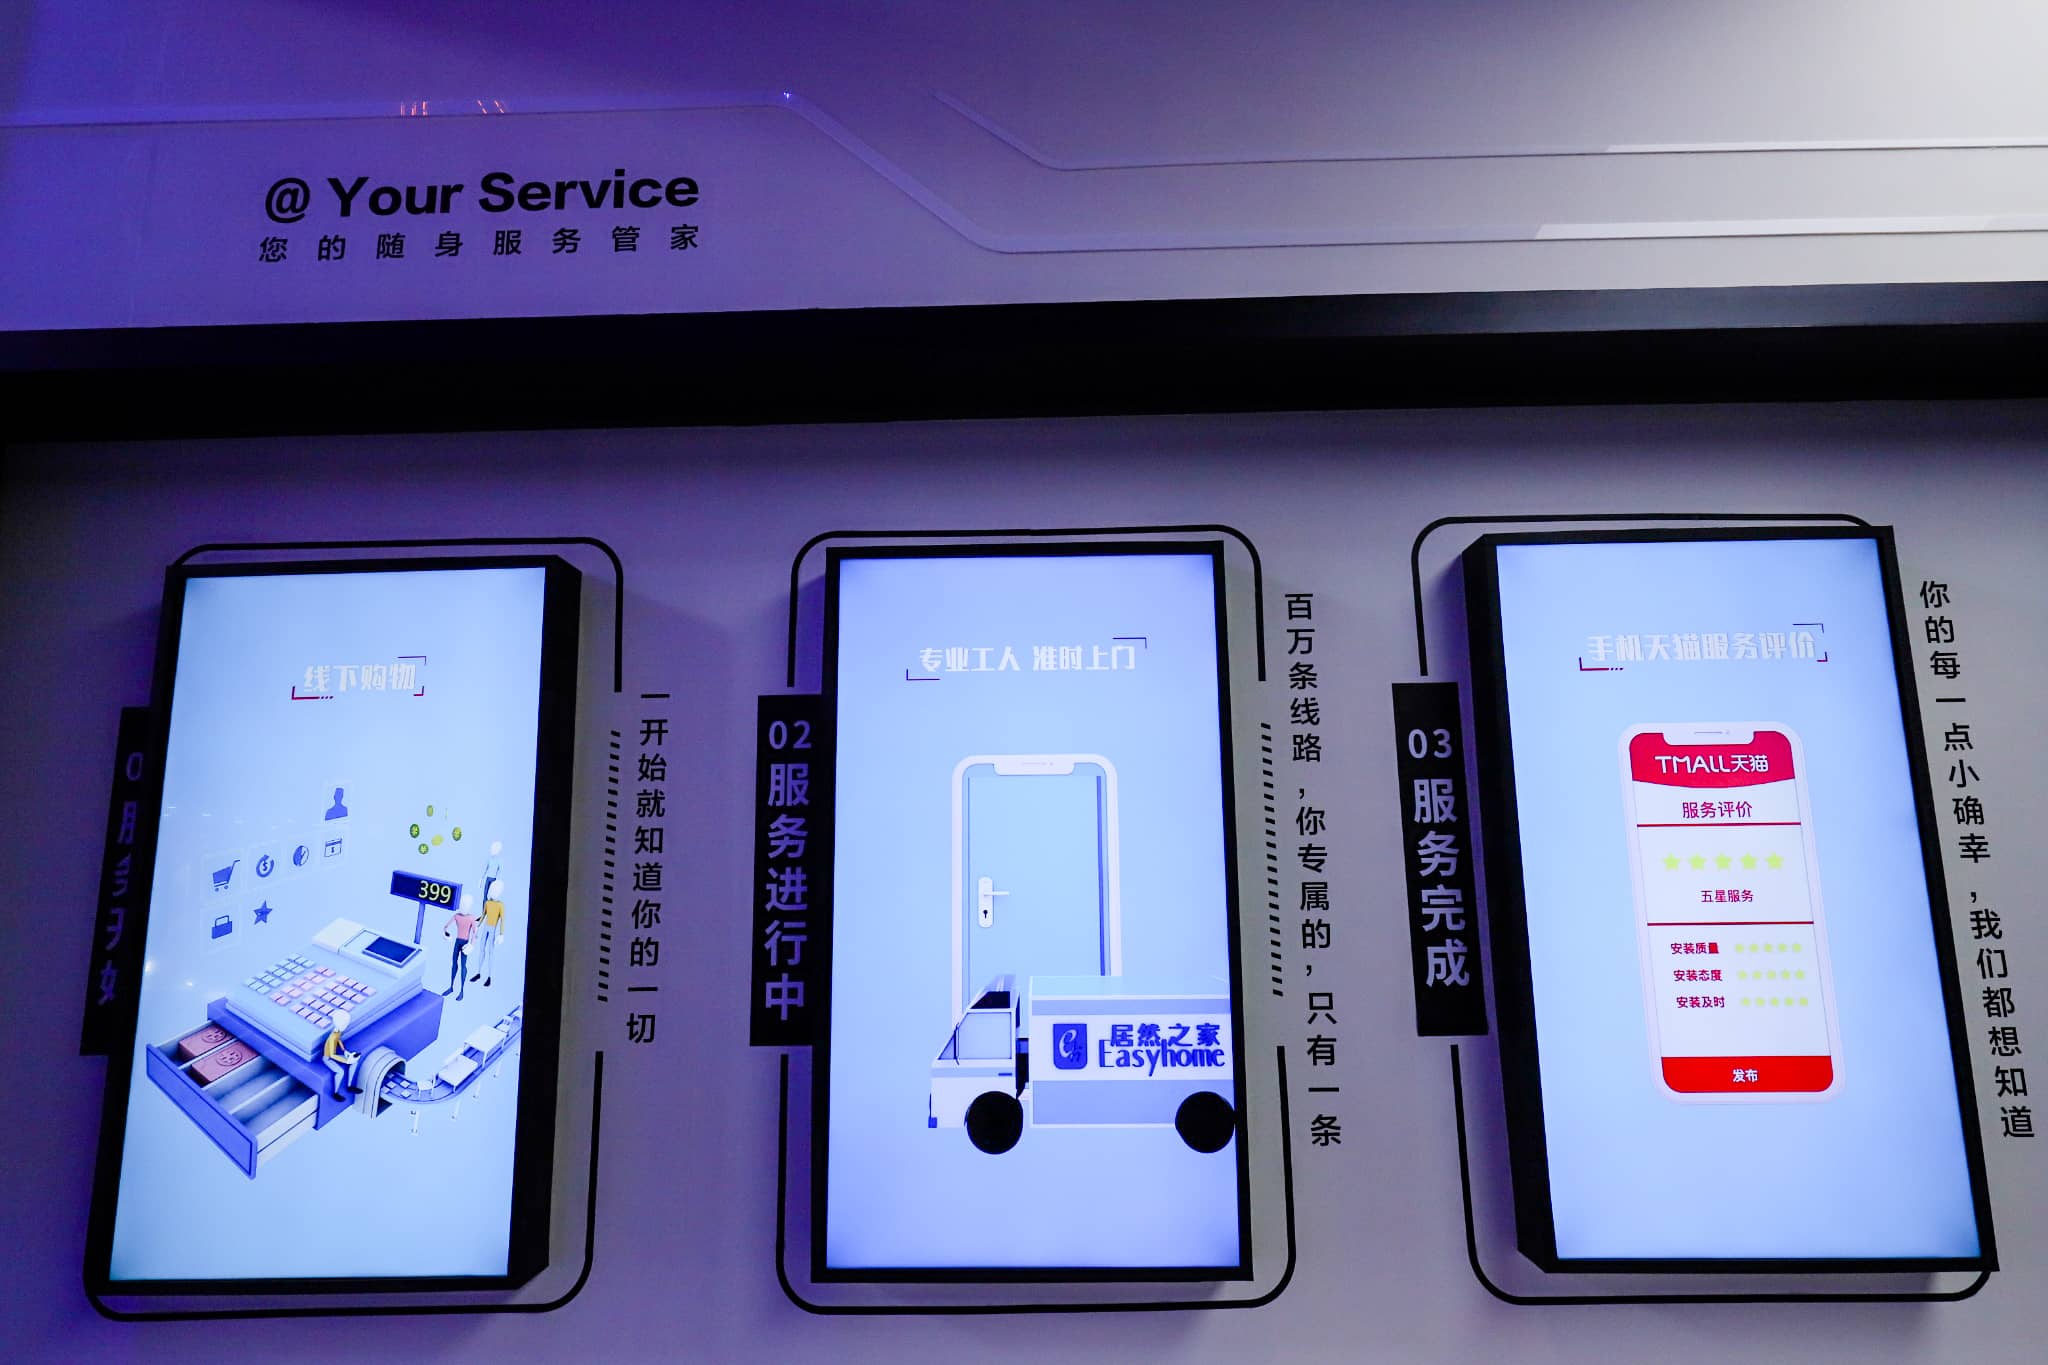 @ Your Service
您的随身服务管家
线下购物
399
一开始就知道你的一切
02 服务进行中
专业工人 准时上门
居然之家
Easyhome
百万条线路，你专属的，只有一条
03 服务完成
手机天猫服务评价
TMALL天猫
服务评价
五星服务
安装质量
安装态度
安装及时
发布
你的每一点小确幸，我们都想知道